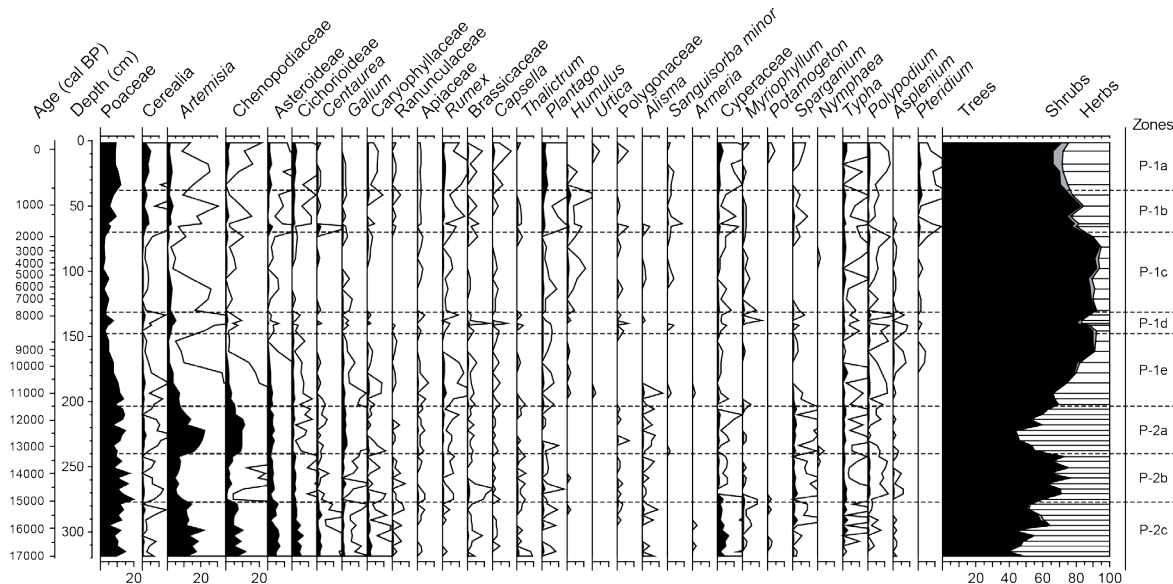 Age (cal BP)
Depth (cm)
Poaceae
Cerealia
Artemisia
Chenopodiaceae
Asteroideae
Cichorioideae
Centaurea
Galium
Caryophyllaceae
Ranunculaceae
Apiaceae
Rumex
Brassicaceae
Capsella
Thalictrum
Plantago
Humulus
Urtica
Polygonaceae
Alisma
Sanguisorba minor
Armeria
Cyperaceae
Myriophyllum
Potamogeton
Sparganium
Nymphaea
Typha
Polypodium
Asplenium
Pteridium
Trees
Shrubs
Herbs
Zones
0
1000
2000
3000
4000
5000
6000
7000
8000
9000
10000
11000
12000
13000
14000
15000
16000
17000
0
50
100
150
200
250
300
P-1a
P-1b
P-1c
P-1d
P-1e
P-2a
P-2b
P-2c
20 20 20 20 40 60 80 100